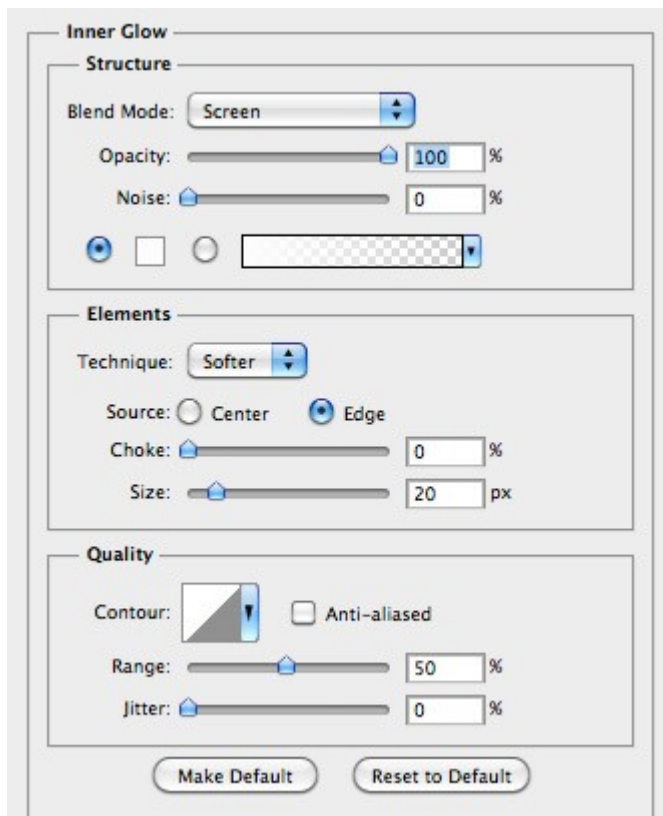 Inner Glow
Structure
Blend Mode: Screen
Opacity: 100 %
Noise: 0 %
Elements
Technique: Softer
Source: Center Edge
Choke: 0 %
Size: 20 px
Quality
Contour: Anti-aliased
Range: 50 %
Jitter: 0 %
Make Default Reset to Default